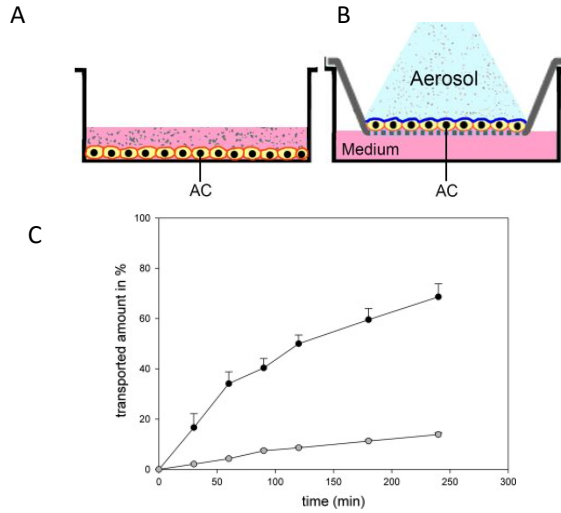 A
B
Aerosol
Medium
AC
AC
C
transported amount in %
100
80
60
40
20
0
0 50 100 150 200 250 300
time (min)